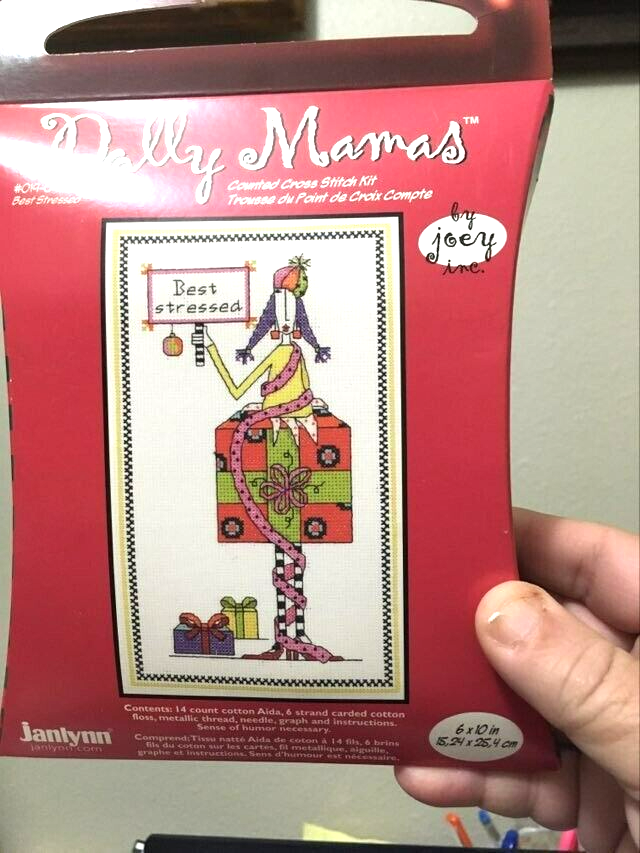 Dolly Mamas™
Counted Cross Stitch Kit
Best Stressed
Trousse du Point de Croix Compte
by
joey
inc.
Best
stressed
Contents: 14 count cotton Aida, 6 strand carded cotton
floss, metallic thread, needle, graph and instructions.
Sense of humor necessary.
Comprend:Tissu natté Aida de coton à 14 fils, 6 brins
fils du coton sur les cartes, fil metallique, aiguille,
graphe et instructions. Sens d'humour est nécessaire.
janlynn
janlynn.com
6 x 10 in
15,24 x 25,4 cm